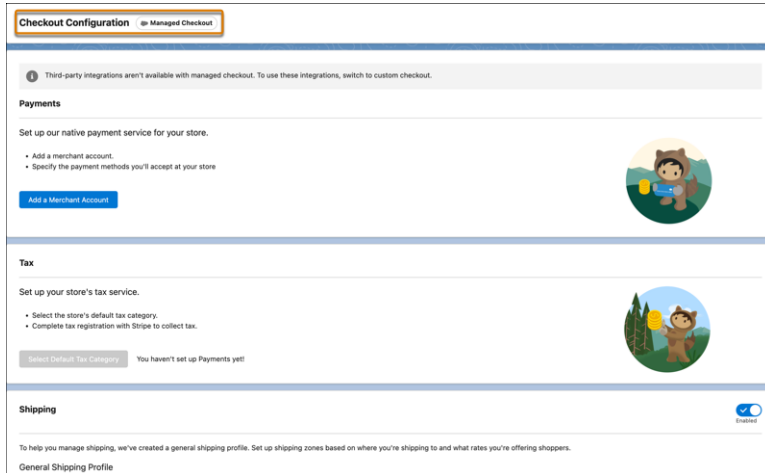 Checkout Configuration Managed Checkout
Third-party integrations aren't available with managed checkout. To use these integrations, switch to custom checkout.
Payments
Set up our native payment service for your store.
• Add a merchant account.
• Specify the payment methods you'll accept at your store
Add a Merchant Account
Tax
Set up your store's tax service.
• Select the store's default tax category.
• Complete tax registration with Stripe to collect tax.
Select Default Tax Category You haven't set up Payments yet!
Shipping
Enabled
To help you manage shipping, we've created a general shipping profile. Set up shipping zones based on where you're shipping to and what rates you're offering shoppers.
General Shipping Profile